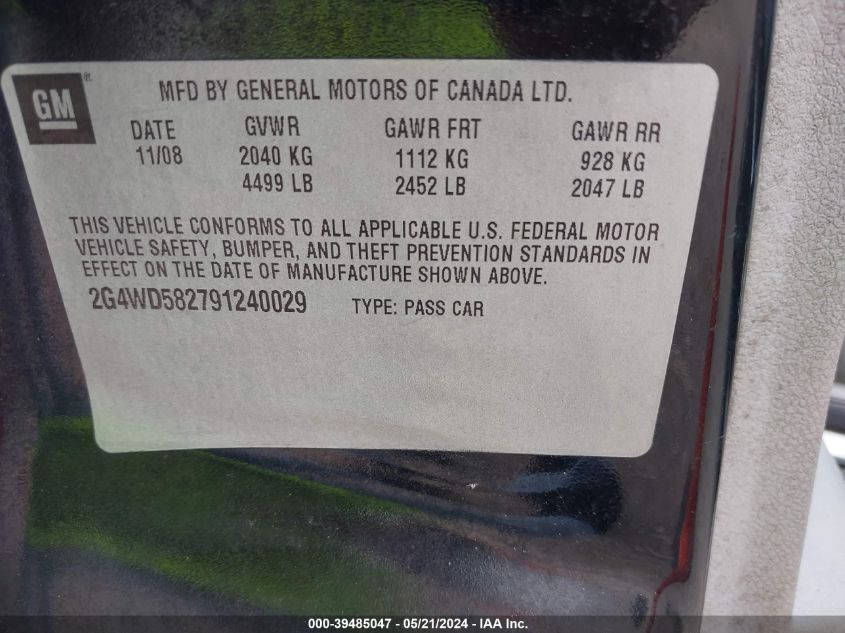 GM ® MFD BY GENERAL MOTORS OF CANADA LTD.
DATE GVWR GAWR FRT GAWR RR
11/08 2040 KG 1112 KG 928 KG
4499 LB 2452 LB 2047 LB
THIS VEHICLE CONFORMS TO ALL APPLICABLE U.S. FEDERAL MOTOR
VEHICLE SAFETY, BUMPER, AND THEFT PREVENTION STANDARDS IN
EFFECT ON THE DATE OF MANUFACTURE SHOWN ABOVE.
2G4WD582791240029 TYPE: PASS CAR
000-39485047 - 05/21/2024 - IAA Inc.